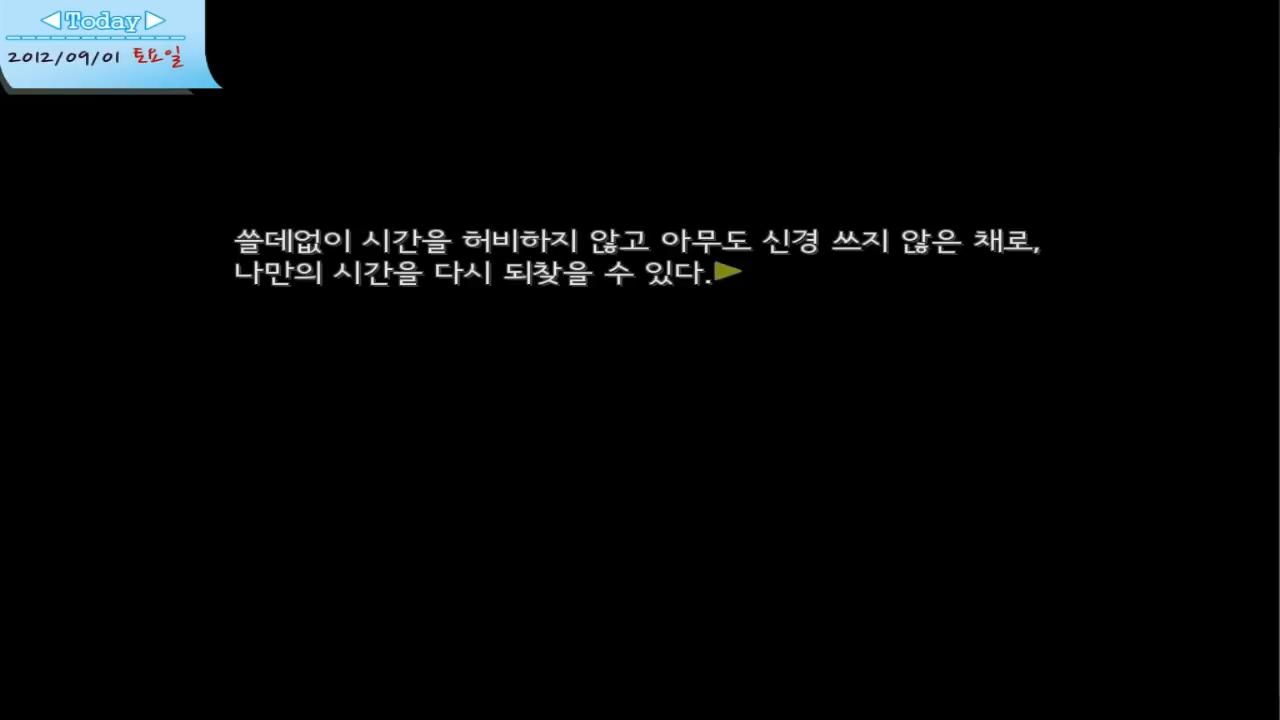 Today
2012/09/01 토요일
쓸데없이 시간을 허비하지 않고 아무도 신경 쓰지 않은 채로,
나만의 시간을 다시 되찾을 수 있다.